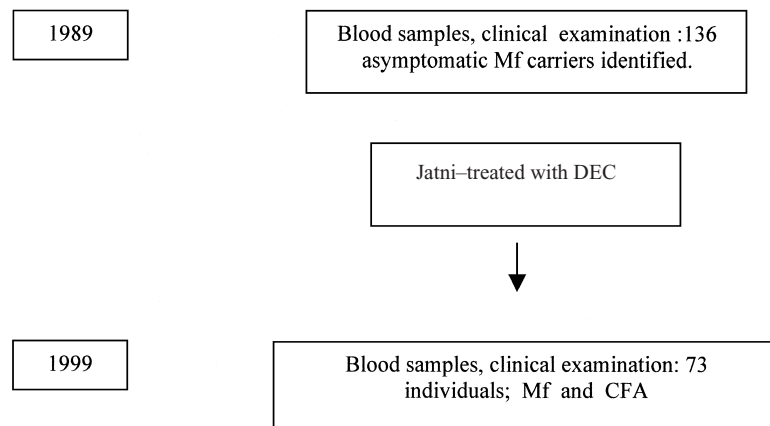 1989
Blood samples, clinical examination :136
asymptomatic Mf carriers identified.
Jatni–treated with DEC
1999
Blood samples, clinical examination: 73
individuals; Mf and CFA